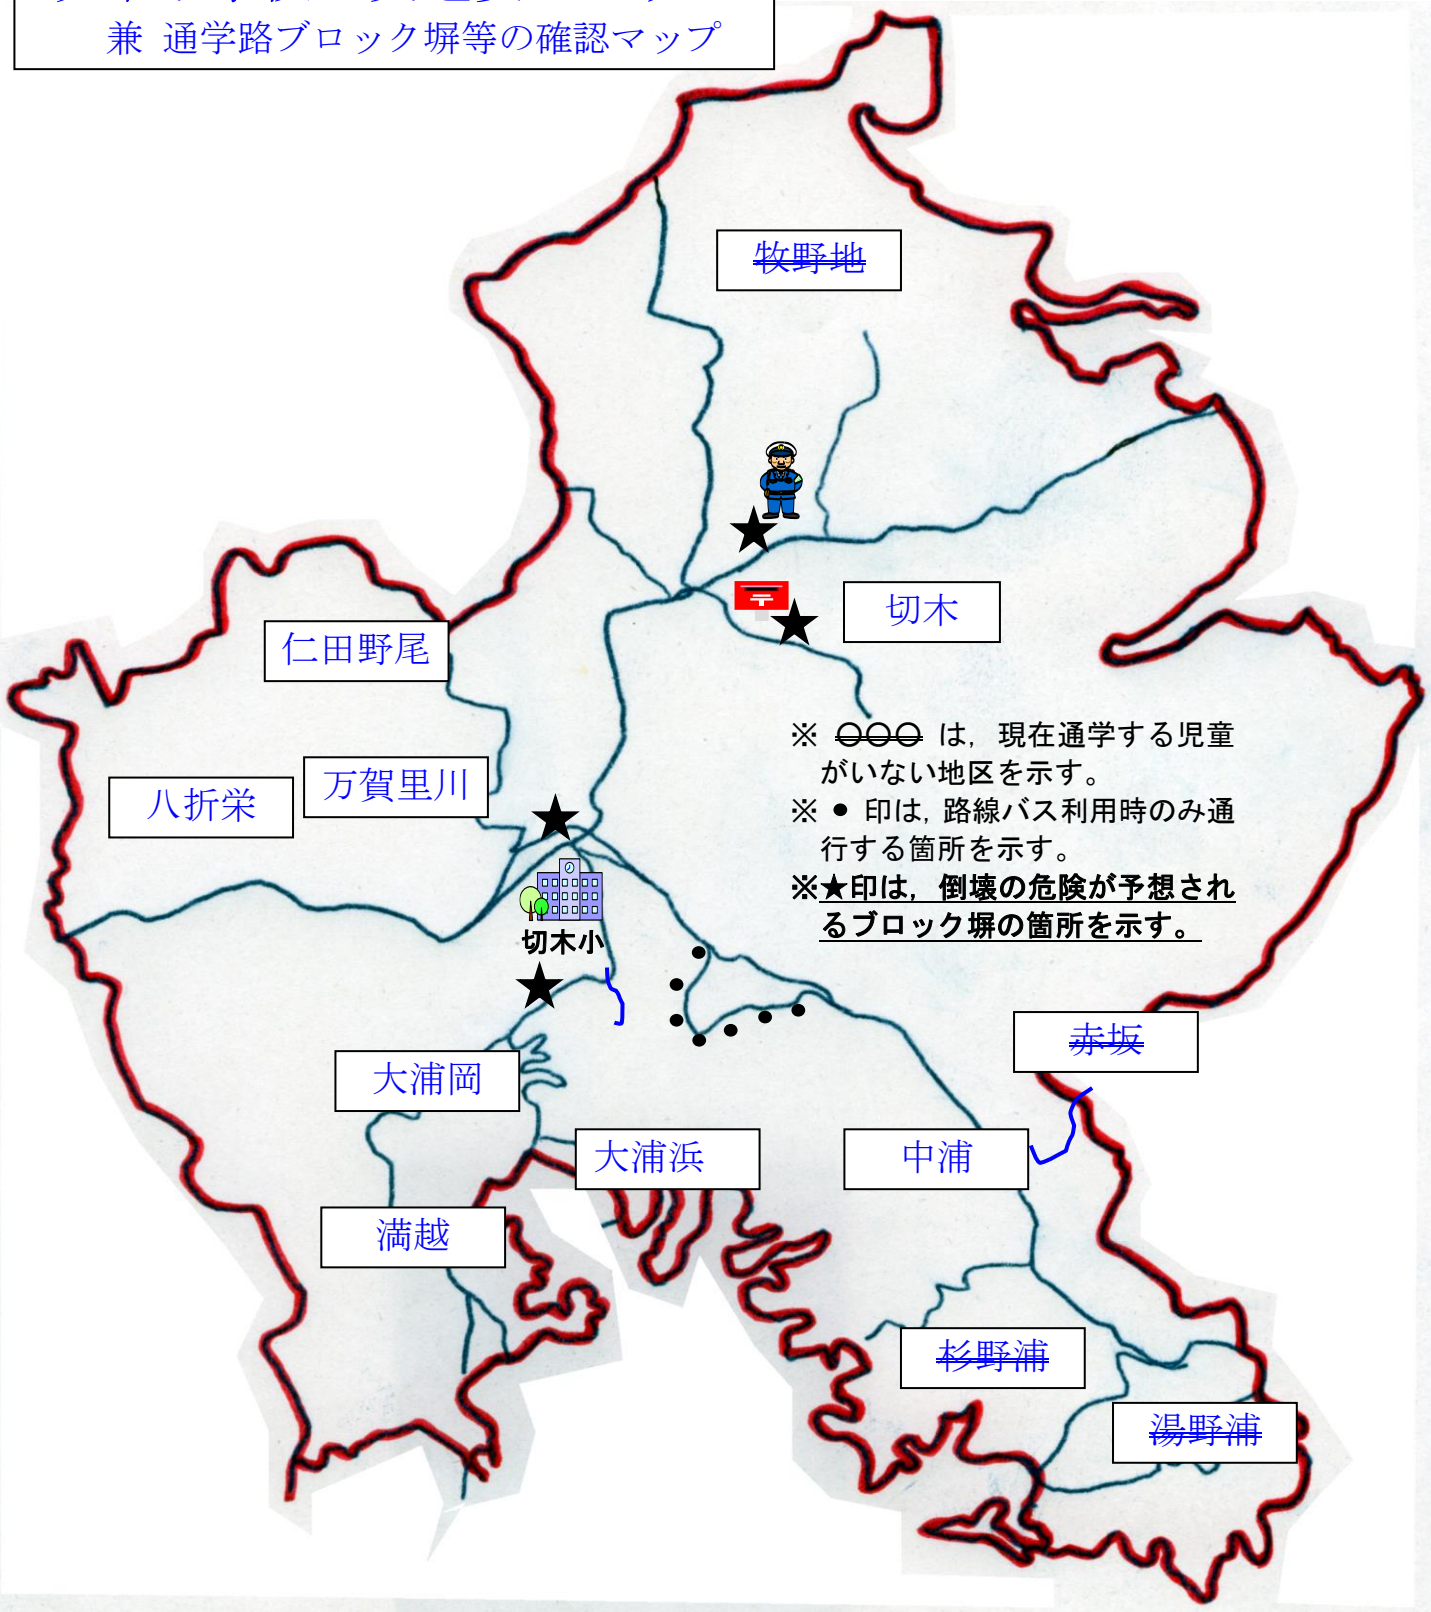 兼 通学路ブロック塀等の確認マップ
牧野地
切木
仁田野尾
万賀里川
八折栄
※ 〇〇〇 は，現在通学する児童
がいない地区を示す。
※ ● 印は，路線バス利用時のみ通
行する箇所を示す。
※★印は，倒壊の危険が予想され
るブロック塀の箇所を示す。
切木小
赤坂
大浦岡
大浦浜
中浦
満越
杉野浦
湯野浦